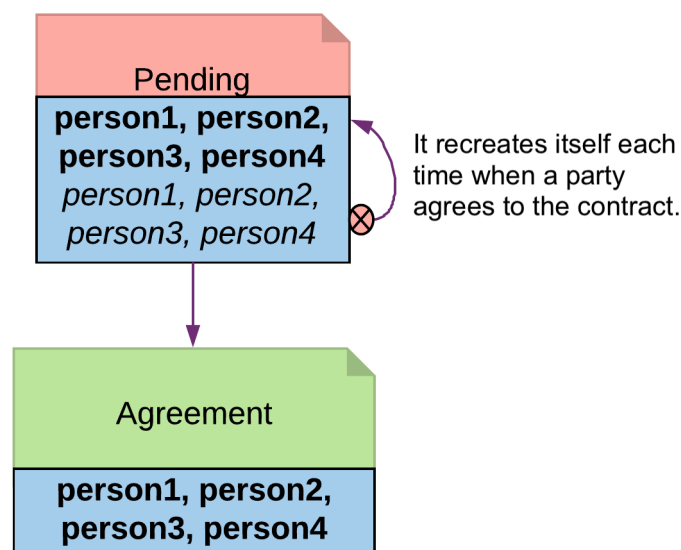 Pending
person1, person2,
person3, person4
person1, person2,
person3, person4
It recreates itself each
time when a party
agrees to the contract.
Agreement
person1, person2,
person3, person4